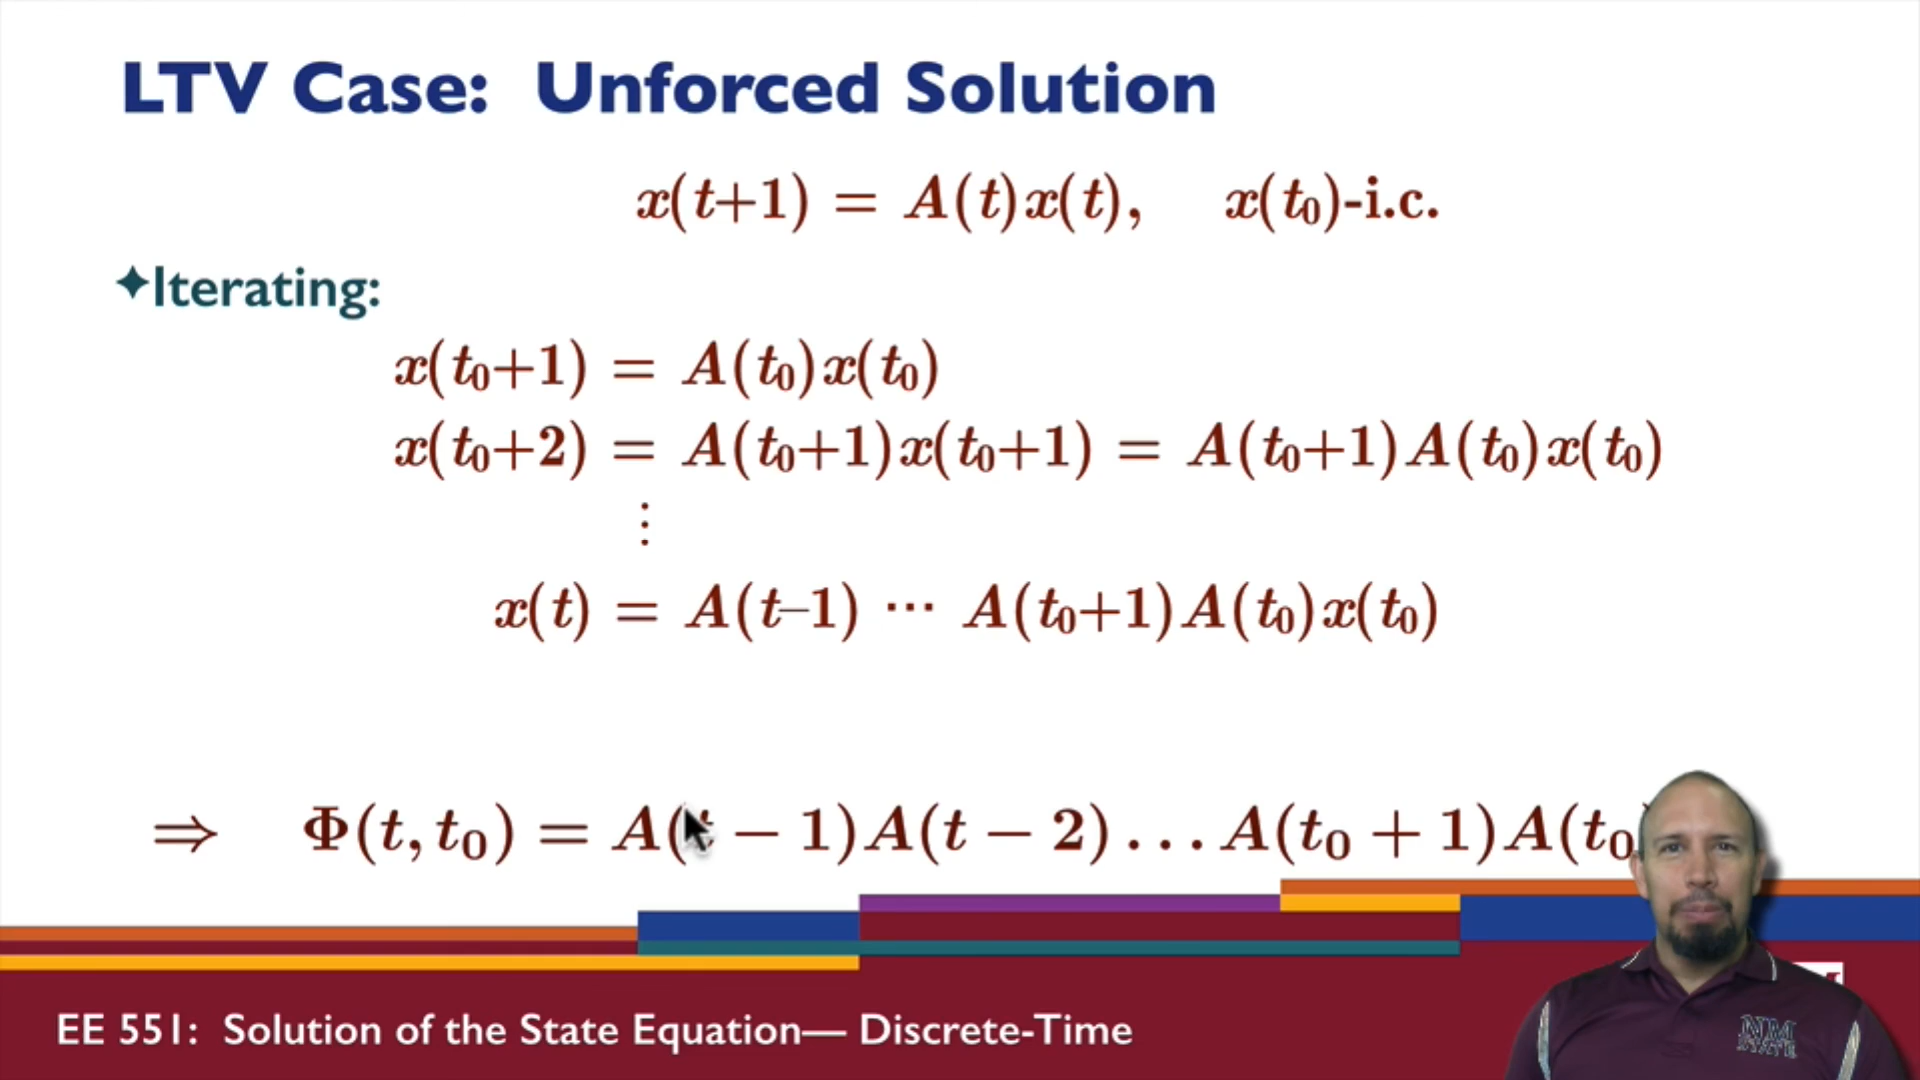 LTV Case: Unforced Solution
x(t+1) = A(t)x(t), x(t₀)-i.c.
✦Iterating:
x(t₀+1) = A(t₀)x(t₀)
x(t₀+2) = A(t₀+1)x(t₀+1) = A(t₀+1)A(t₀)x(t₀)
⋮
x(t) = A(t–1) ··· A(t₀+1)A(t₀)x(t₀)
⇒ Φ(t, t₀) = A(t − 1)A(t − 2) . . . A(t₀ + 1)A(t₀
EE 551: Solution of the State Equation— Discrete-Time
NM
STATE